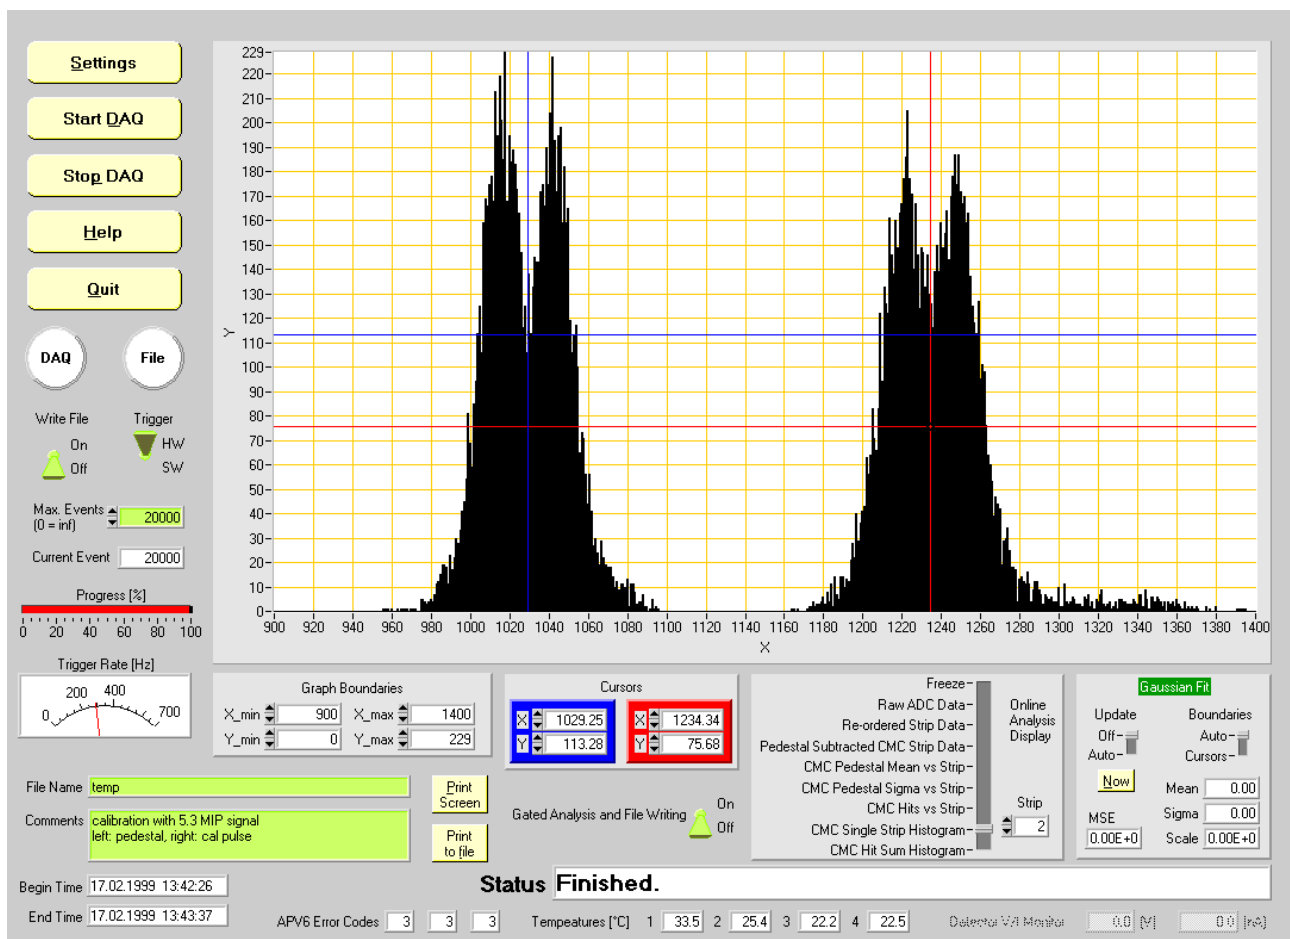 Settings
Start DAQ
Stop DAQ
Help
Quit
DAQ
File
Write File
On
Off
Trigger
HW
SW
Max. Events
(0 = inf)
20000
Current Event
20000
Progress [%]
0 20 40 60 80 100
Trigger Rate [Hz]
0 200 400 700
229
220
210
200
190
180
170
160
150
140
130
120
110
100
90
80
70
60
50
40
30
20
10
0
Y
900 920 940 960 980 1000 1020 1040 1060 1080 1100 1120 1140 1160 1180 1200 1220 1240 1260 1280 1300 1320 1340 1360 1380 1400
X
Graph Boundaries
X_min 900 X_max 1400
Y_min 0 Y_max 229
Cursors
X 1029.25
Y 113.28
X 1234.34
Y 75.68
Freeze
Raw ADC Data
Re-ordered Strip Data
Pedestal Subtracted CMC Strip Data
CMC Pedestal Mean vs Strip
CMC Pedestal Sigma vs Strip
CMC Hits vs Strip
CMC Single Strip Histogram
CMC Hit Sum Histogram
Online
Analysis
Display
Strip
2
Gaussian Fit
Update
Off
Auto
Now
Boundaries
Auto
Cursors
MSE
0.00E+0
Mean 0.00
Sigma 0.00
Scale 0.00E+0
File Name temp
Comments calibration with 5.3 MIP signal
left: pedestal, right: cal pulse
Print
Screen
Print
to file
Gated Analysis and File Writing
On
Off
Begin Time 17.02.1999 13:42:26
End Time 17.02.1999 13:43:37
Status Finished.
APV6 Error Codes 3 3 3
Tempeatures [°C] 1 33.5 2 25.4 3 22.2 4 22.5
Detector V/I Monitor 0.0 [V] 0.0 [nA]